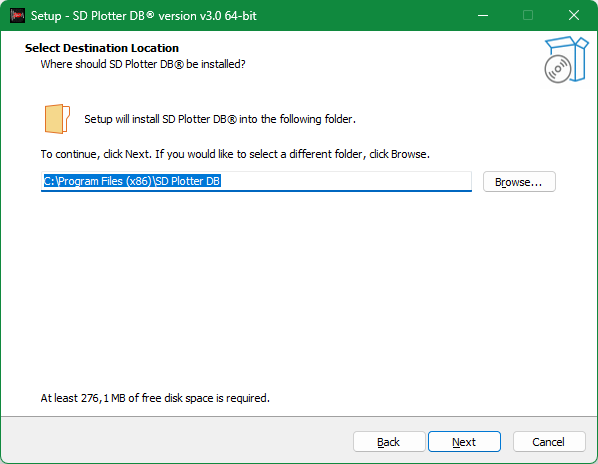 Setup - SD Plotter DB® version v3.0 64-bit
Select Destination Location
Where should SD Plotter DB® be installed?
Setup will install SD Plotter DB® into the following folder.
To continue, click Next. If you would like to select a different folder, click Browse.
C:\Program Files (x86)\SD Plotter DB
Browse...
At least 276,1 MB of free disk space is required.
Back
Next
Cancel